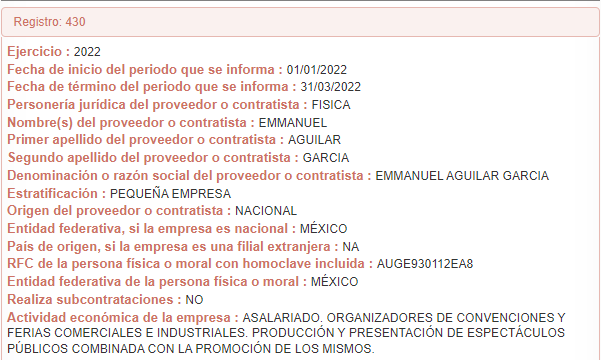 Registro: 430
Ejercicio : 2022
Fecha de inicio del periodo que se informa : 01/01/2022
Fecha de término del periodo que se informa : 31/03/2022
Personería jurídica del proveedor o contratista : FISICA
Nombre(s) del proveedor o contratista : EMMANUEL
Primer apellido del proveedor o contratista : AGUILAR
Segundo apellido del proveedor o contratista : GARCIA
Denominación o razón social del proveedor o contratista : EMMANUEL AGUILAR GARCIA
Estratificación : PEQUEÑA EMPRESA
Origen del proveedor o contratista : NACIONAL
Entidad federativa, si la empresa es nacional : MÉXICO
País de origen, si la empresa es una filial extranjera : NA
RFC de la persona física o moral con homoclave incluida : AUGE930112EA8
Entidad federativa de la persona física o moral : MÉXICO
Realiza subcontrataciones : NO
Actividad económica de la empresa : ASALARIADO. ORGANIZADORES DE CONVENCIONES Y
FERIAS COMERCIALES E INDUSTRIALES. PRODUCCIÓN Y PRESENTACIÓN DE ESPECTÁCULOS
PÚBLICOS COMBINADA CON LA PROMOCIÓN DE LOS MISMOS.